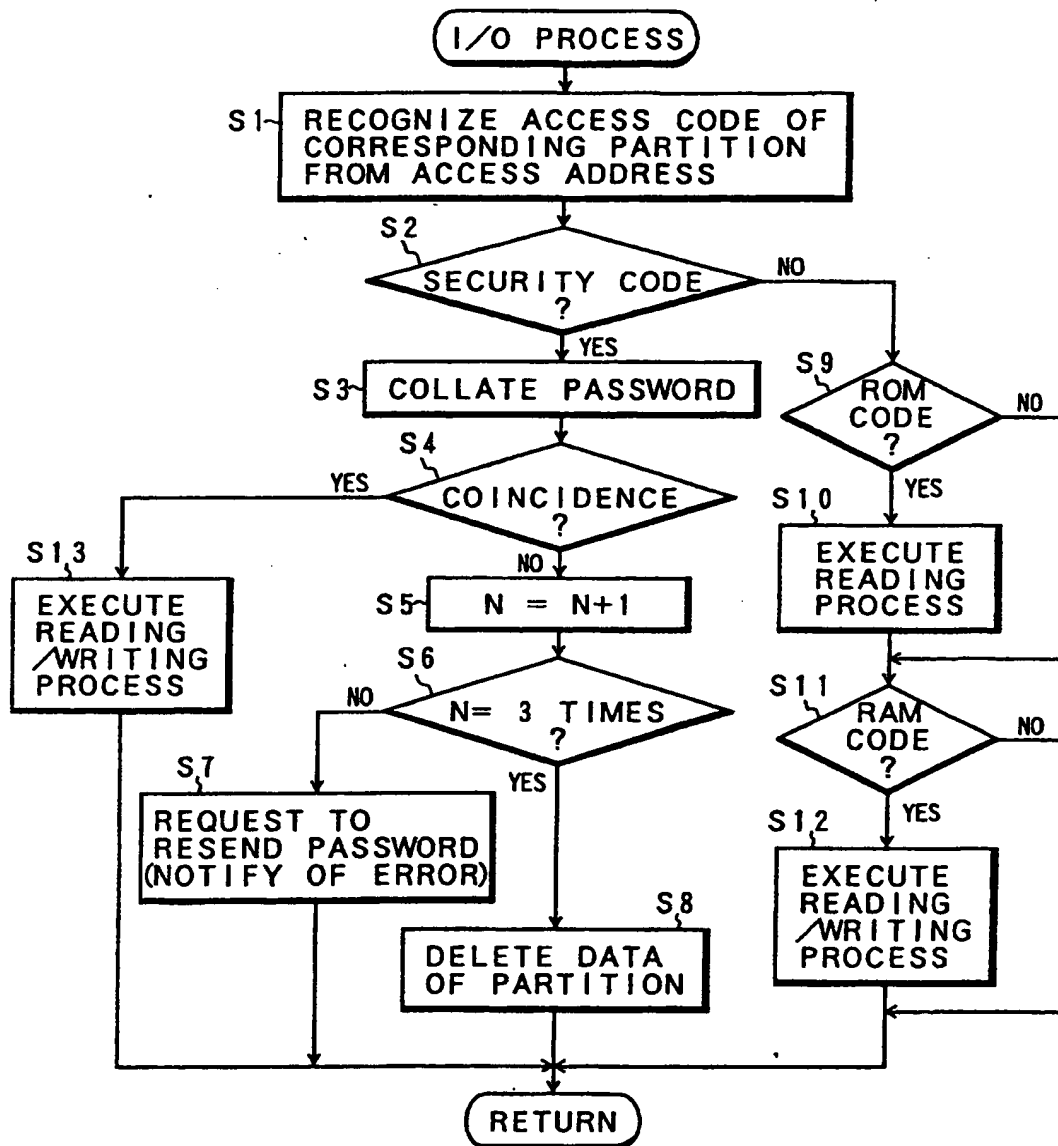 I/O PROCESS
S1
RECOGNIZE ACCESS CODE OF
CORRESPONDING PARTITION
FROM ACCESS ADDRESS
S2
SECURITY CODE
?
NO
YES
S3
COLLATE PASSWORD
S9
ROM
CODE
?
NO
YES
S4
YES
COINCIDENCE
?
NO
S10
EXECUTE
READING
PROCESS
S13
EXECUTE
READING
/WRITING
PROCESS
S5
N = N+1
S6
NO
N= 3 TIMES
?
YES
S11
RAM
CODE
?
NO
YES
S7
REQUEST TO
RESEND PASSWORD
(NOTIFY OF ERROR)
S12
EXECUTE
READING
/WRITING
PROCESS
S8
DELETE DATA
OF PARTITION
RETURN